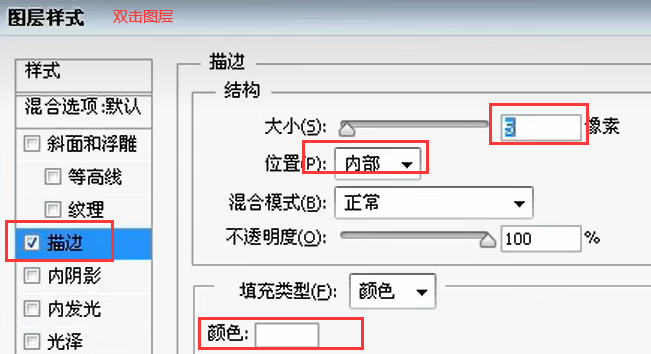 图层样式 双击图层
样式
混合选项:默认
斜面和浮雕
等高线
纹理
描边
内阴影
内发光
光泽
描边
结构
大小(S): 像素
位置(P): 内部
混合模式(B): 正常
不透明度(O): 100 %
填充类型(F): 颜色
颜色: